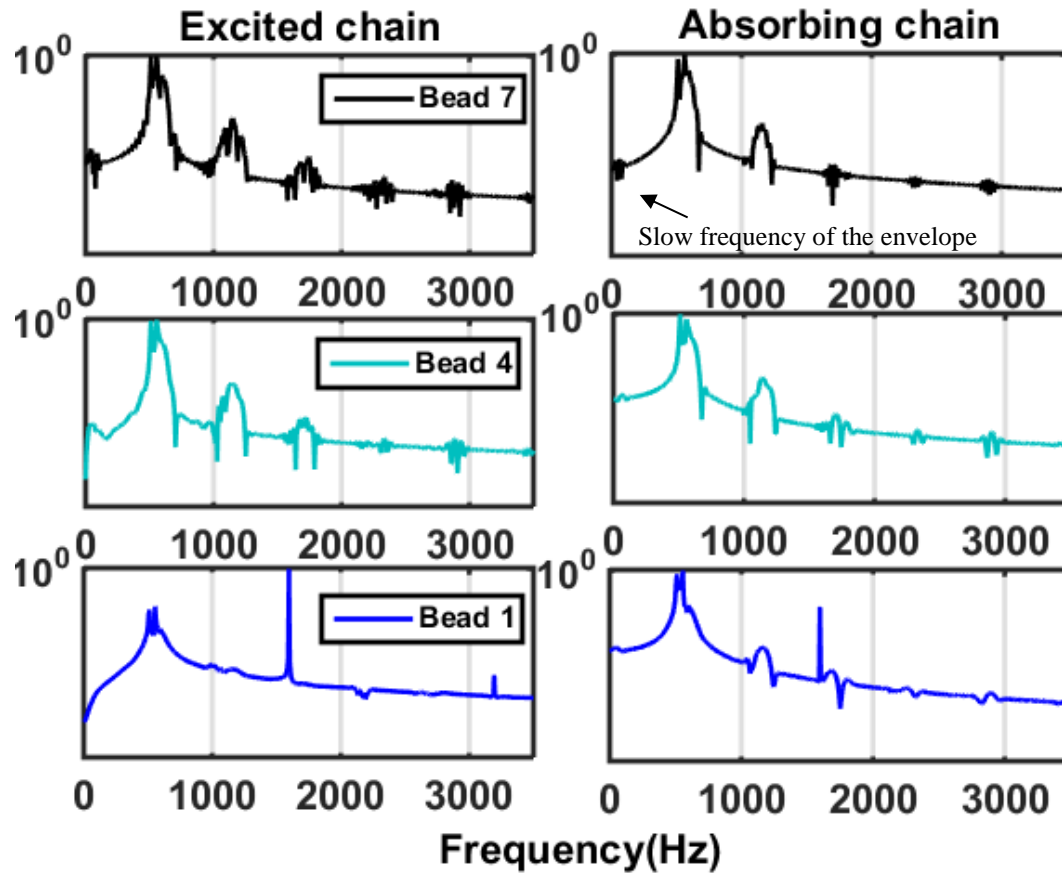 Excited chain Absorbing chain
10^0 Bead 7 10^0
Slow frequency of the envelope
0 1000 2000 3000 0 1000 2000 3000
10^0 Bead 4 10^0
0 1000 2000 3000 0 1000 2000 3000
10^0 Bead 1 10^0
0 1000 2000 3000 0 1000 2000 3000
Frequency(Hz)